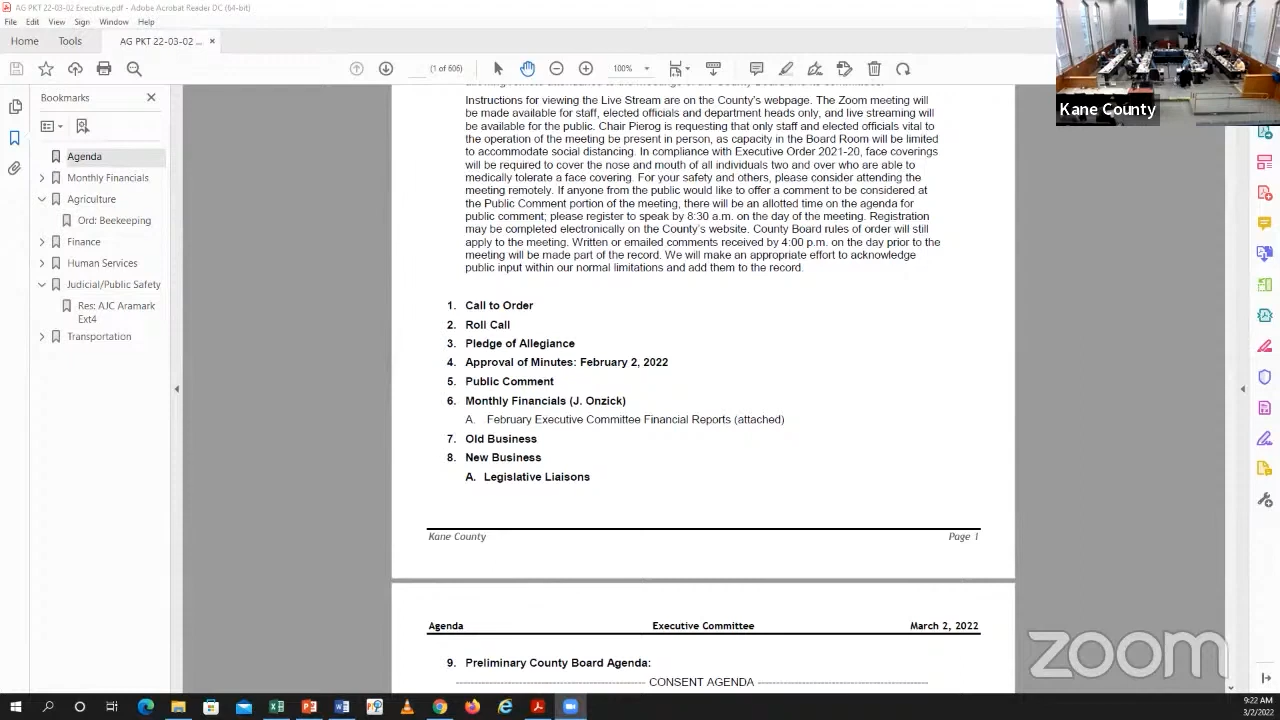 AG PKT 22-03-02 Executive.pdf - Adobe Acrobat Reader DC (64-bit)
File Edit View Sign Window Help
Home Tools AG PKT 22-03-02 ... ×
(1 of 606) 100%
Kane County
Bookmarks
Agenda
Monthly Financials
Agriculture
Ord: Beekeeping
Finance
Human Services
Judicial/Public Safety
Res: AJC Aramark
Ext4
Transportation
Instructions for viewing the Live Stream are on the County's webpage. The Zoom meeting will
be made available for staff, elected officials and department heads only, and live streaming will
be available for the public. Chair Pierog is requesting that only staff and elected officials vital to
the operation of the meeting be present in person, as capacity in the Board Room will be limited
to accommodate social distancing. In compliance with Executive Order 2021-20, face coverings
will be required to cover the nose and mouth of all individuals two and over who are able to
medically tolerate a face covering. For your safety and others, please consider attending the
meeting remotely. If anyone from the public would like to offer a comment to be considered at
the Public Comment portion of the meeting, there will be an allotted time on the agenda for
public comment; please register to speak by 8:30 a.m. on the day of the meeting. Registration
may be completed electronically on the County's website. County Board rules of order will still
apply to the meeting. Written or emailed comments received by 4:00 p.m. on the day prior to the
meeting will be made part of the record. We will make an appropriate effort to acknowledge
public input within our normal limitations and add them to the record.
1. Call to Order
2. Roll Call
3. Pledge of Allegiance
4. Approval of Minutes: February 2, 2022
5. Public Comment
6. Monthly Financials (J. Onzick)
A. February Executive Committee Financial Reports (attached)
7. Old Business
8. New Business
A. Legislative Liaisons
Kane County Page 1
Agenda Executive Committee March 2, 2022
9. Preliminary County Board Agenda:
CONSENT AGENDA
zoom
9:22 AM
3/2/2022